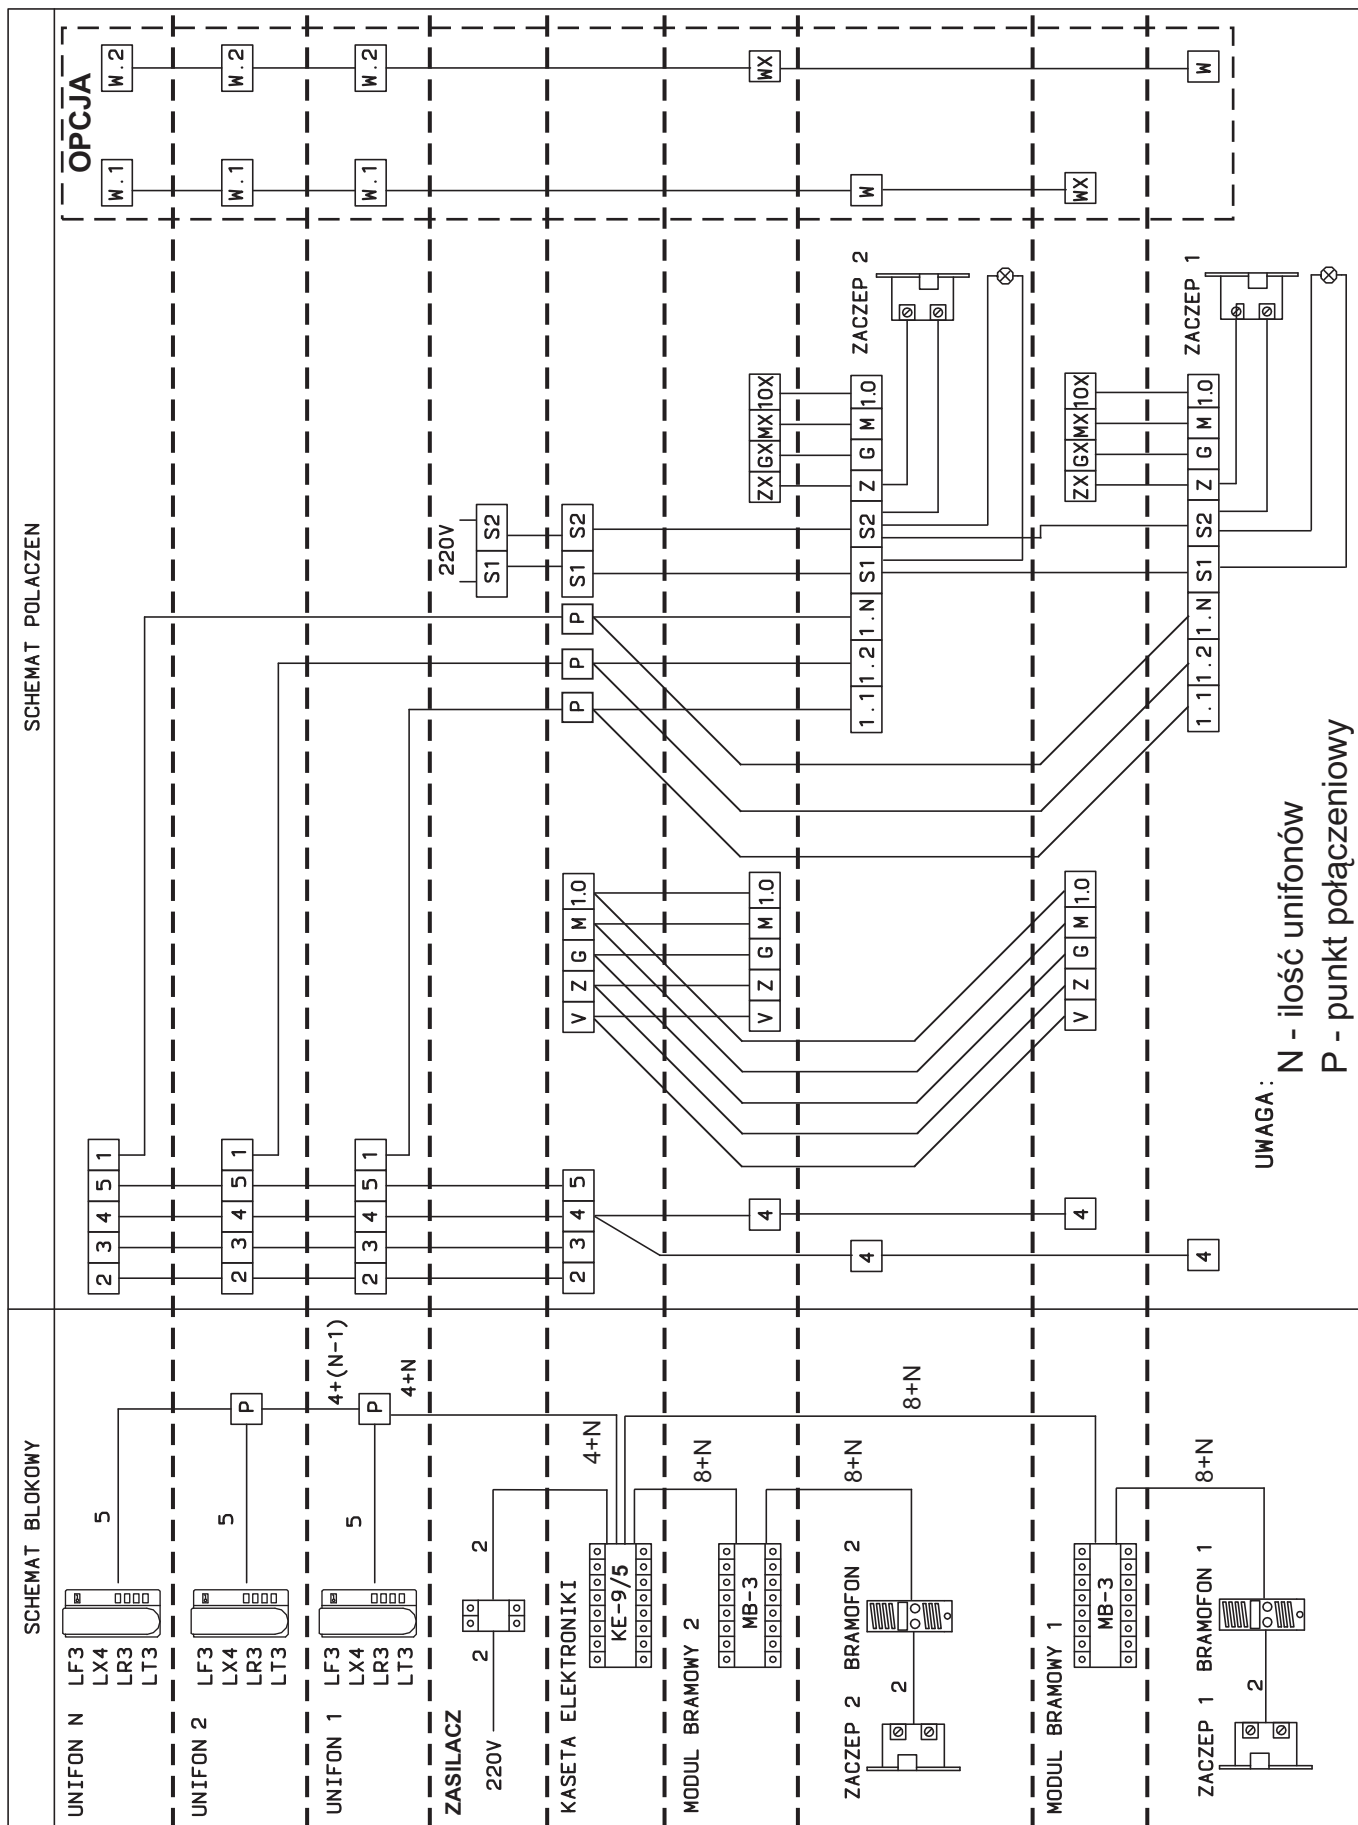 SCHEMAT BLOKOWY
SCHEMAT POLACZEN
UNIFON N
LF3
LX4
LR3
LT3
5
2 3 4 5 1
W.1
W.2
OPCJA
UNIFON 2
LF3
LX4
LR3
LT3
5
P
2 3 4 5 1
W.1
W.2
UNIFON 1
LF3
LX4
LR3
LT3
5
P
4+(N-1)
4+N
2 3 4 5 1
W.1
W.2
ZASILACZ
220V
2
2
220V
S1 S2
KASETA ELEKTRONIKI
KE-9/5
4+N
2 3 4 5
V Z G M 1.0
P
P
P
S1 S2
MODUL BRAMOWY 2
MB-3
8+N
4
V Z G M 1.0
ZX GX MX 10X
WX
ZACZEP 2
BRAMOFON 2
2
8+N
8+N
4
1.1 1.2 1.N S1 S2 Z G M 1.0
ZACZEP 2
W
MODUL BRAMOWY 1
MB-3
4
V Z G M 1.0
ZX GX MX 10X
WX
ZACZEP 1
BRAMOFON 1
2
8+N
4
1.1 1.2 1.N S1 S2 Z G M 1.0
ZACZEP 1
W
UWAGA:
N - ilość unifonów
P - punkt połączeniowy